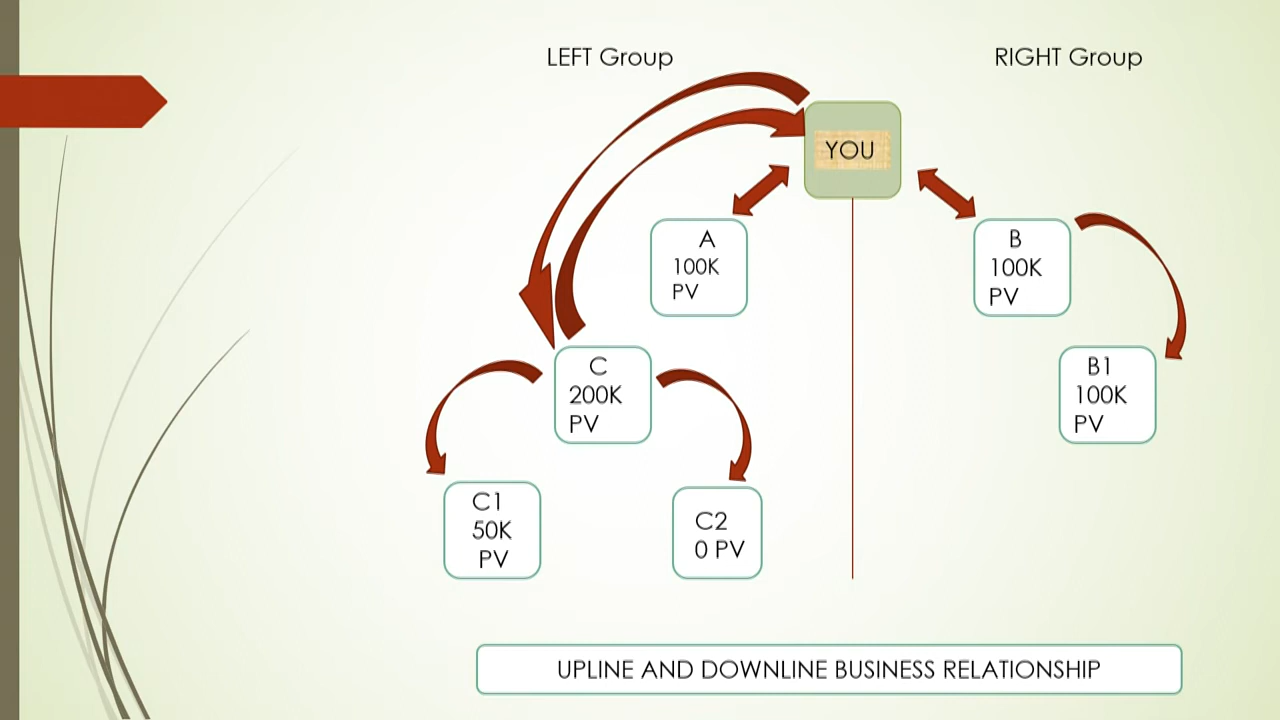 LEFT Group
RIGHT Group
YOU
A
100K
PV
B
100K
PV
C
200K
PV
B1
100K
PV
C1
50K
PV
C2
0 PV
UPLINE AND DOWNLINE BUSINESS RELATIONSHIP